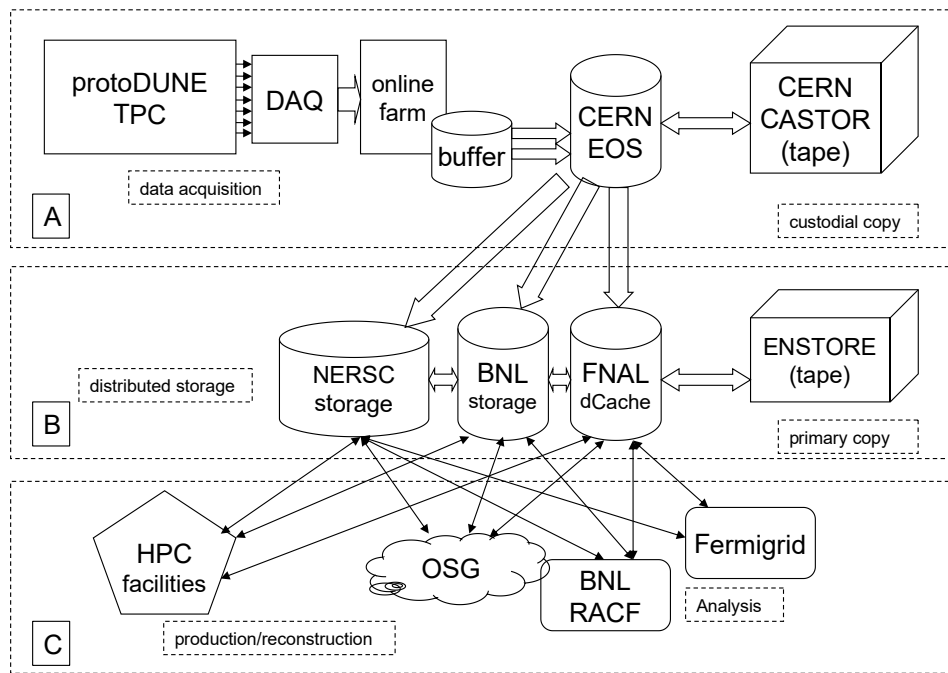 protoDUNE
TPC
DAQ
online
farm
buffer
CERN
EOS
CERN
CASTOR
(tape)
data acquisition
A
custodial copy
NERSC
storage
BNL
storage
FNAL
dCache
ENSTORE
(tape)
distributed storage
B
primary copy
HPC
facilities
OSG
BNL
RACF
Fermigrid
Analysis
production/reconstruction
C